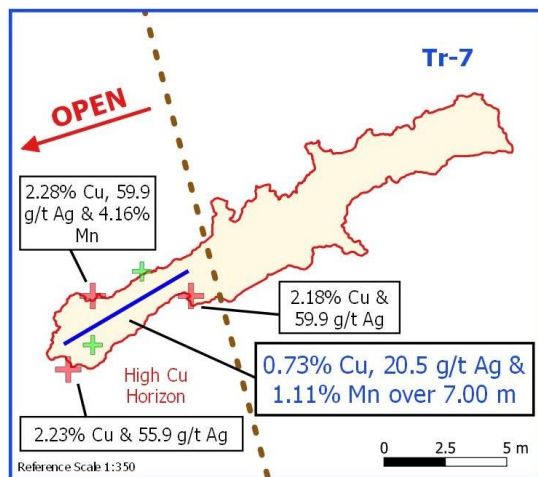 Tr-7
OPEN
2.28% Cu, 59.9
g/t Ag & 4.16%
Mn
2.18% Cu &
59.9 g/t Ag
0.73% Cu, 20.5 g/t Ag &
1.11% Mn over 7.00 m
High Cu
Horizon
2.23% Cu & 55.9 g/t Ag
0 2.5 5 m
Reference Scale 1:350